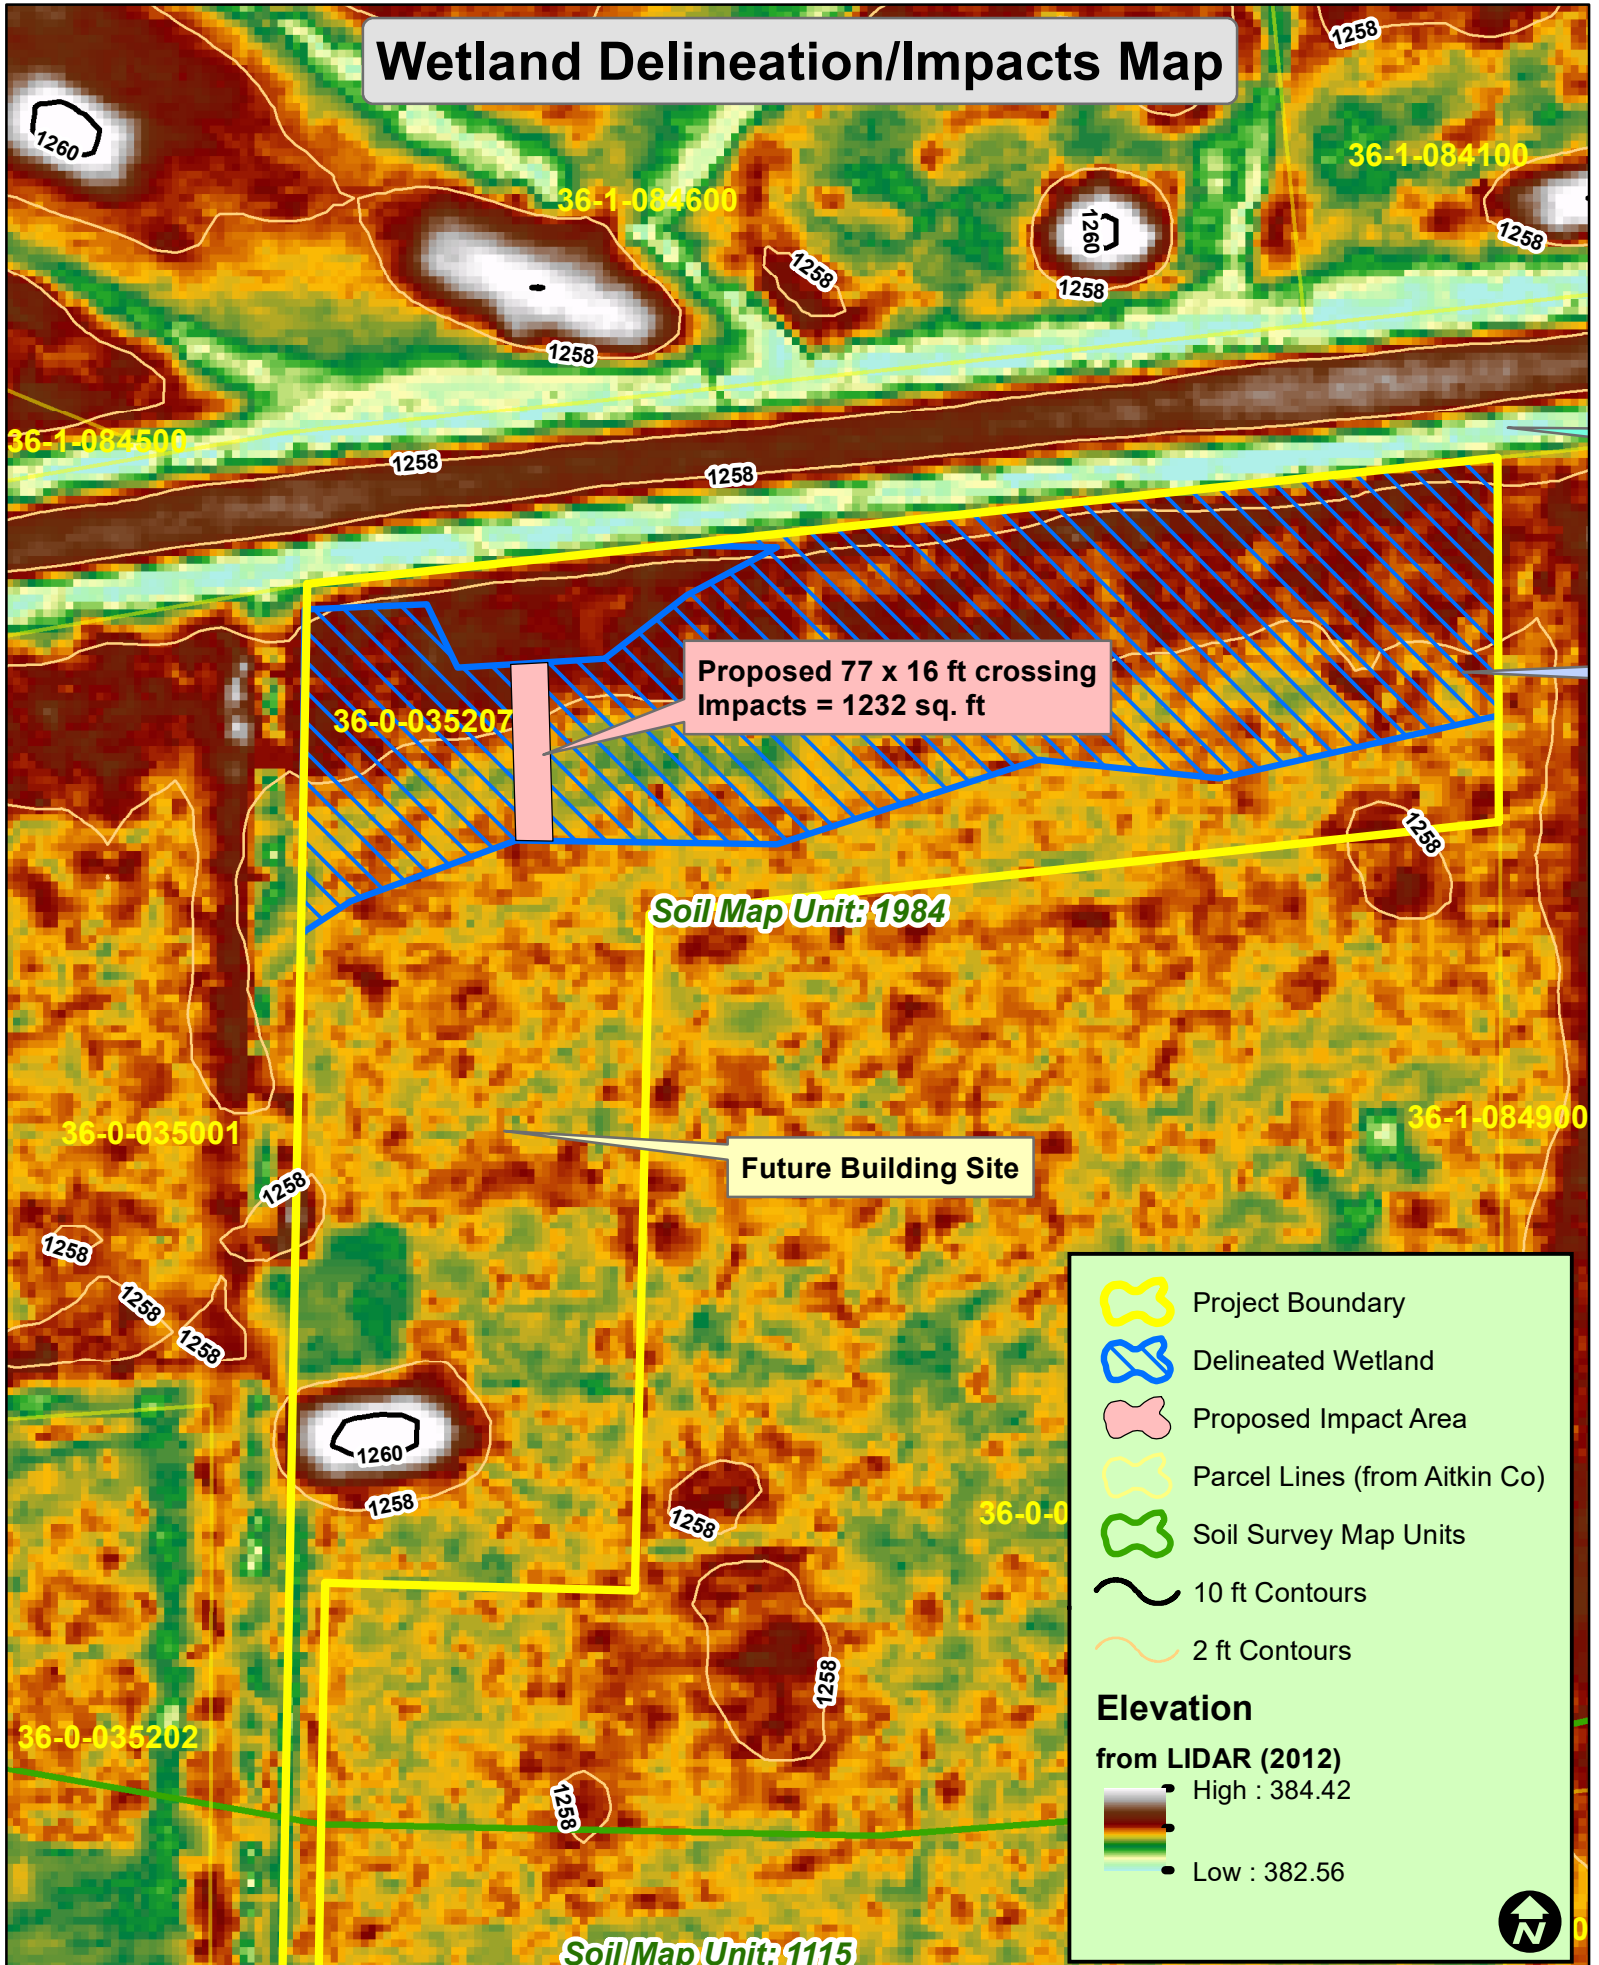 Wetland Delineation/Impacts Map
1258
1260
36-1-084100
36-1-084600
1260
1258
1258
1258
1258
36-1-084500
1258
1258
Proposed 77 x 16 ft crossing
Impacts = 1232 sq. ft
36-0-035207
1258
Soil Map Unit: 1984
36-1-084900
36-0-035001
Future Building Site
1258
1258
1258
1258
1260
1258
1258
36-0-0
1258
36-0-035202
1258
Soil Map Unit: 1115
Project Boundary
Delineated Wetland
Proposed Impact Area
Parcel Lines (from Aitkin Co)
Soil Survey Map Units
10 ft Contours
2 ft Contours
Elevation
from LIDAR (2012)
High : 384.42
Low : 382.56
N
0